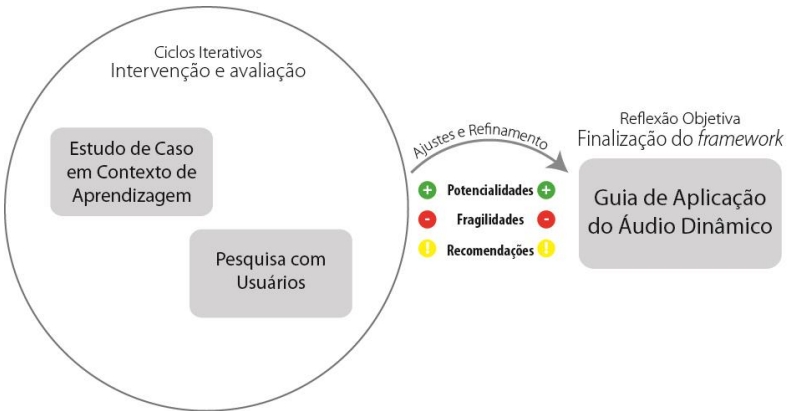 Ciclos Iterativos
Intervenção e avaliação
Estudo de Caso
em Contexto de
Aprendizagem
Pesquisa com
Usuários
Ajustes e Refinamento
+ Potencialidades +
- Fragilidades -
! Recomendações !
Reflexão Objetiva
Finalização do framework
Guia de Aplicação
do Áudio Dinâmico